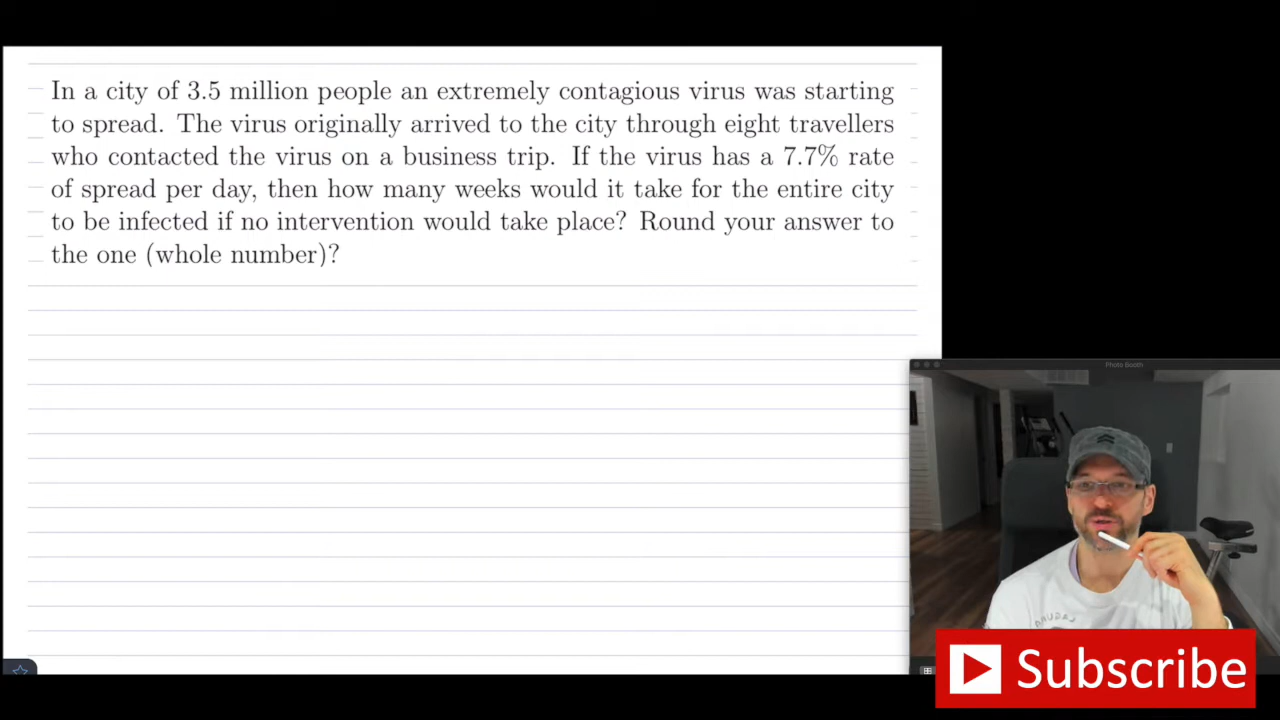 In a city of 3.5 million people an extremely contagious virus was starting
to spread. The virus originally arrived to the city through eight travellers
who contacted the virus on a business trip. If the virus has a 7.7% rate
of spread per day, then how many weeks would it take for the entire city
to be infected if no intervention would take place? Round your answer to
the one (whole number)?
Photo Booth
Subscribe